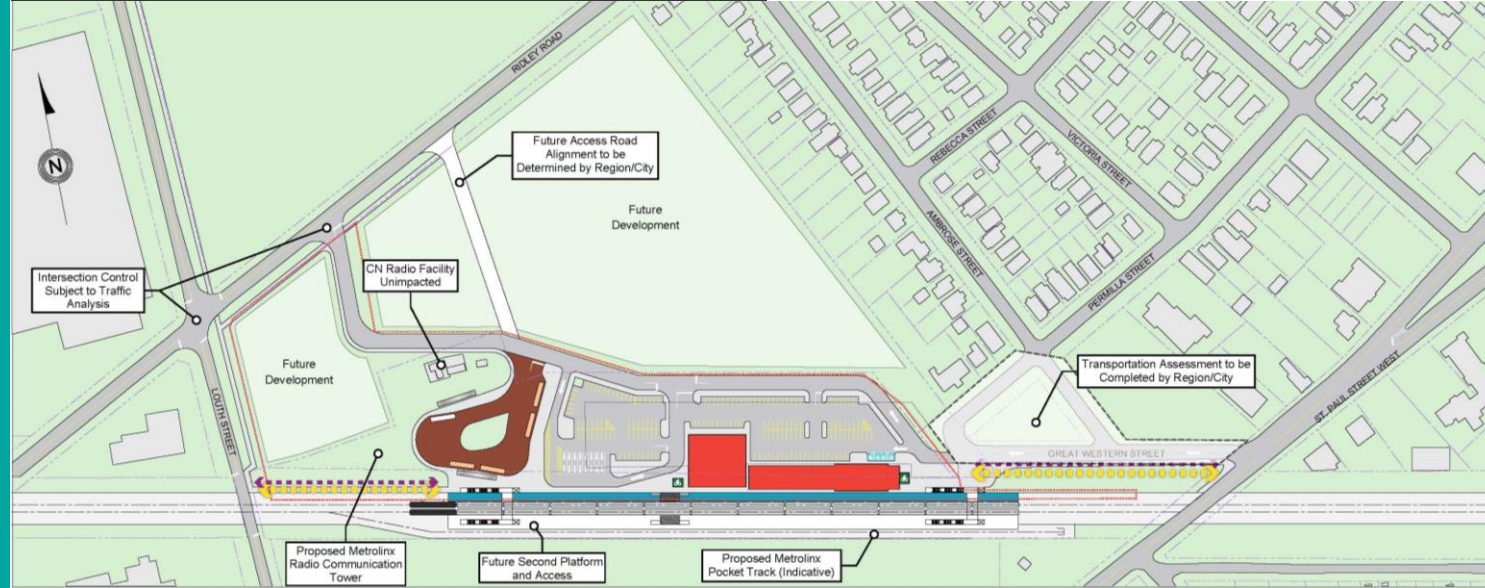 RIDLEY ROAD
Future Access Road
Alignment to be
Determined by Region/City
REBECCA STREET
VICTORIA STREET
N
Future
Development
AMBROSE STREET
PERMILLA STREET
CN Radio Facility
Unimpacted
Intersection Control
Subject to Traffic
Analysis
Future
Development
Transportation Assessment to be
Completed by Region/City
ST. PAUL STREET WEST
LOUTH STREET
GREAT WESTERN STREET
Proposed Metrolinx
Radio Communication
Tower
Future Second Platform
and Access
Proposed Metrolinx
Pocket Track (Indicative)